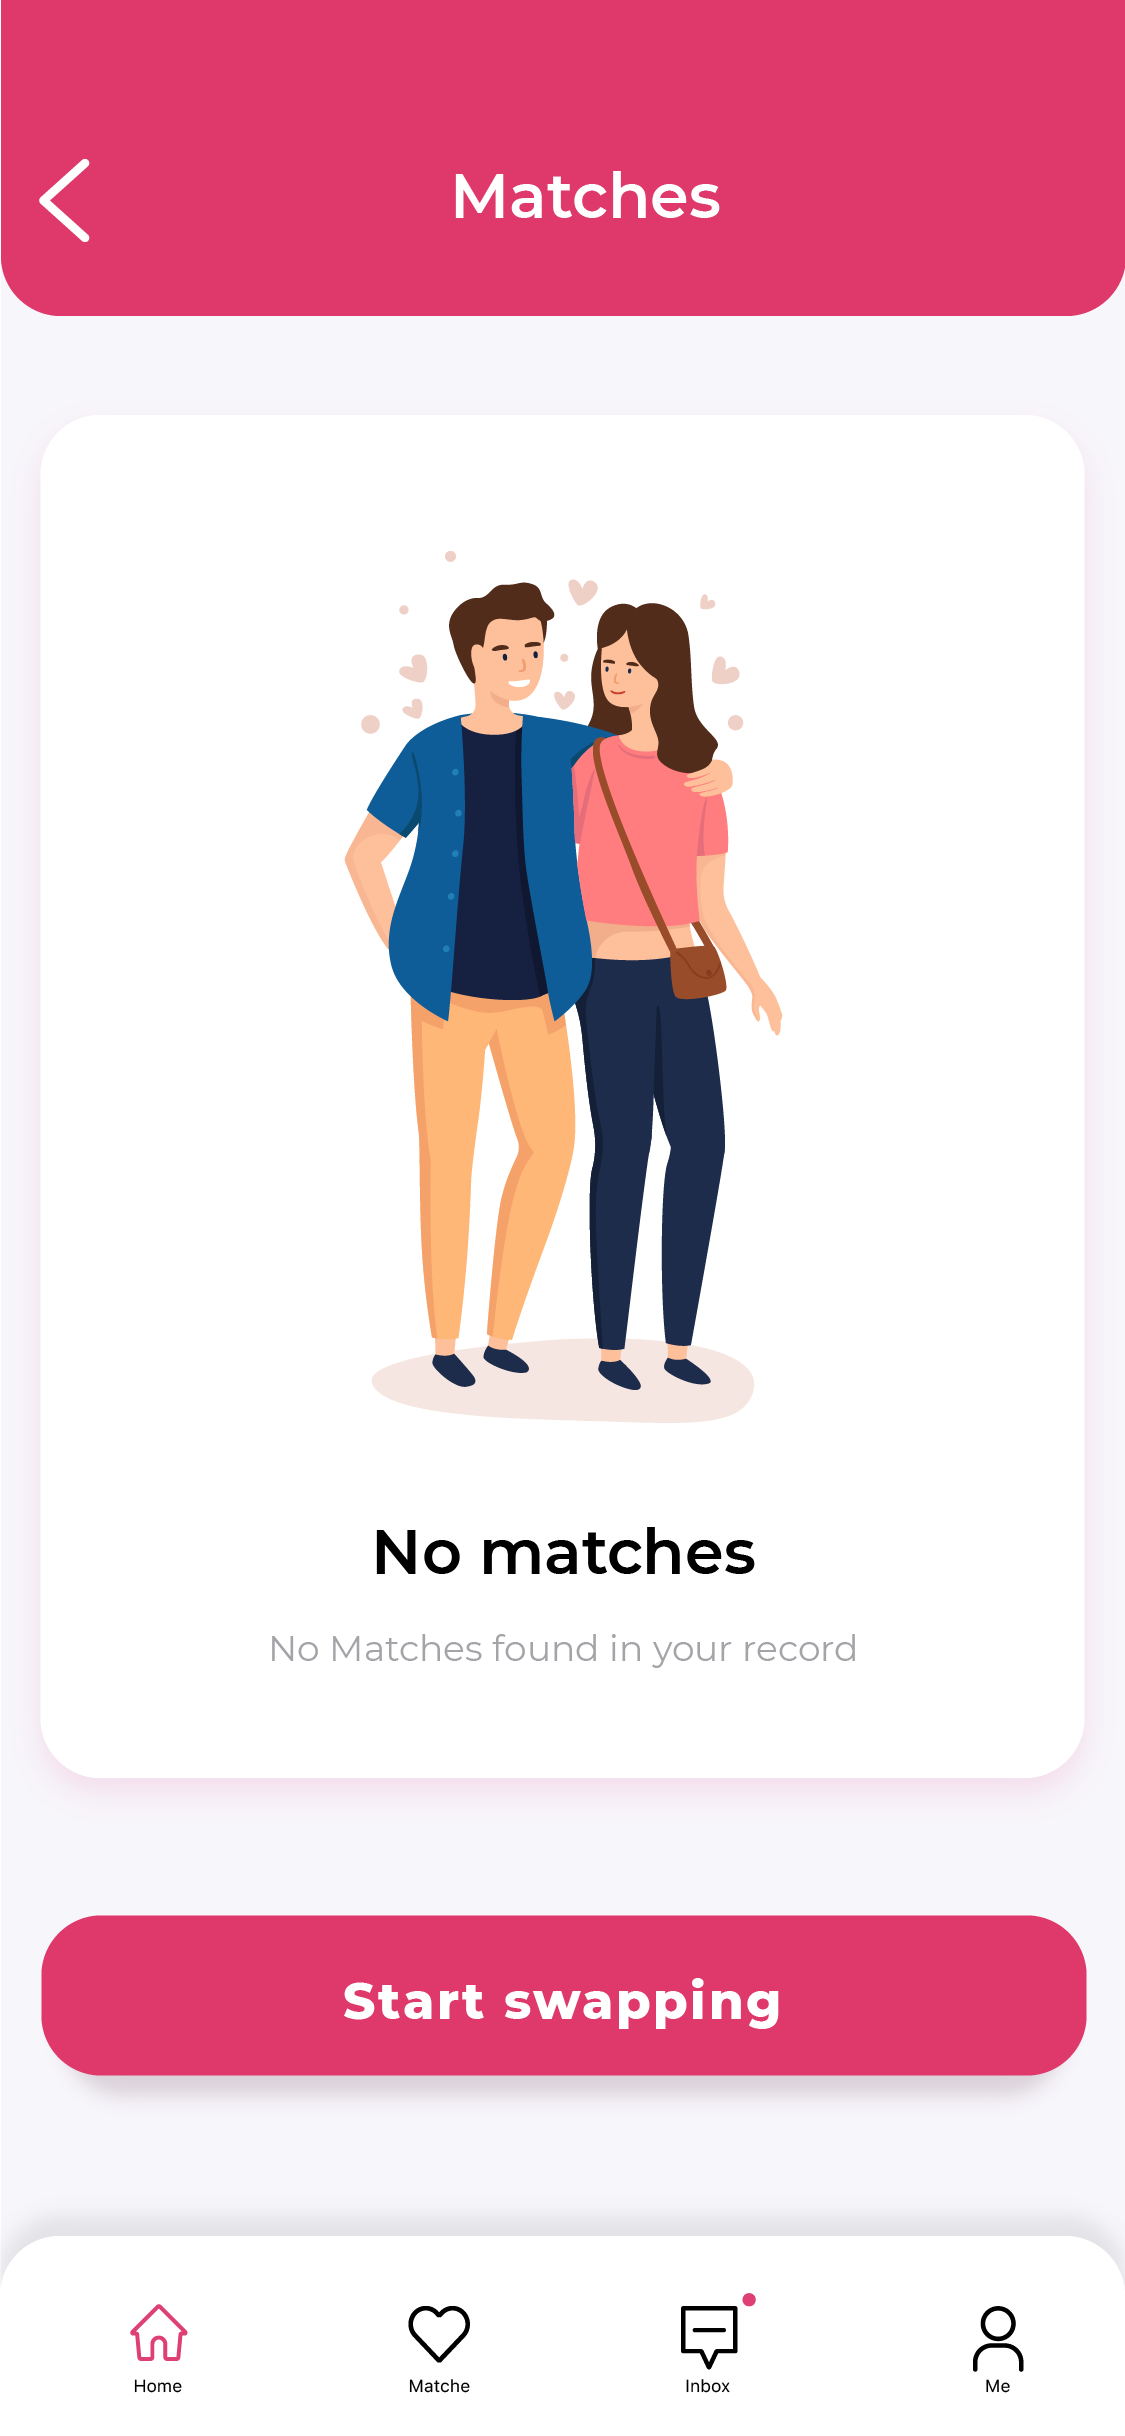 Matches
No matches
No Matches found in your record
Start swapping
Home
Matche
Inbox
Me